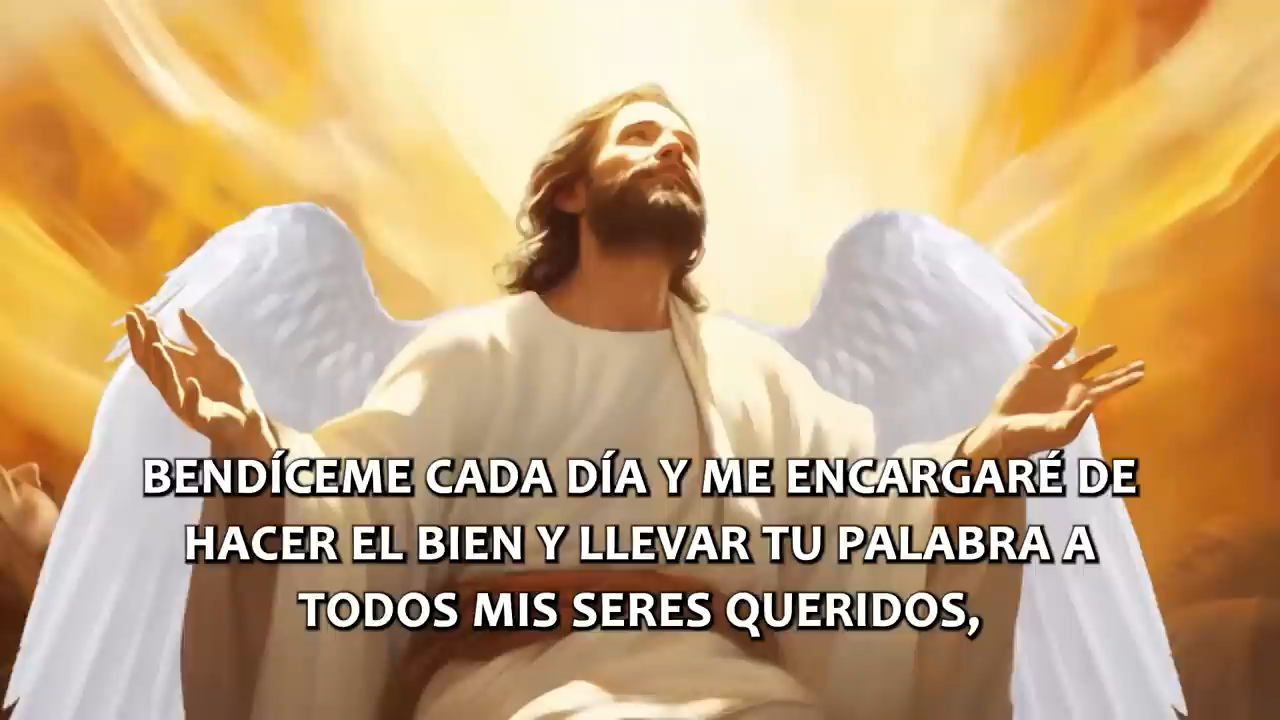 BENDÍCEME CADA DÍA Y ME ENCARGARÉ DE
HACER EL BIEN Y LLEVAR TU PALABRA A
TODOS MIS SERES QUERIDOS,